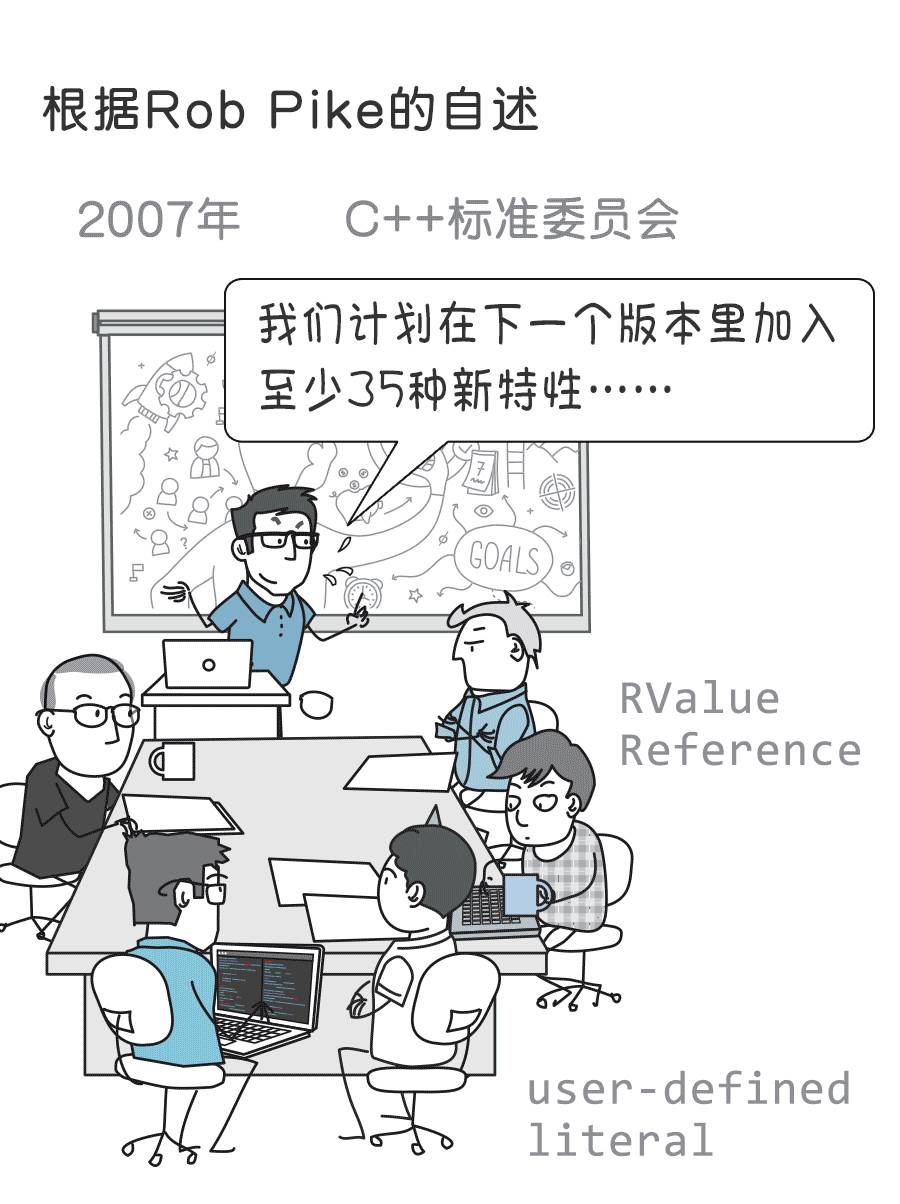 根据Rob Pike的自述
2007年 C++标准委员会
我们计划在下一个版本里加入
至少35种新特性……
7
?
GOALS
RValue
Reference
user-defined
literal